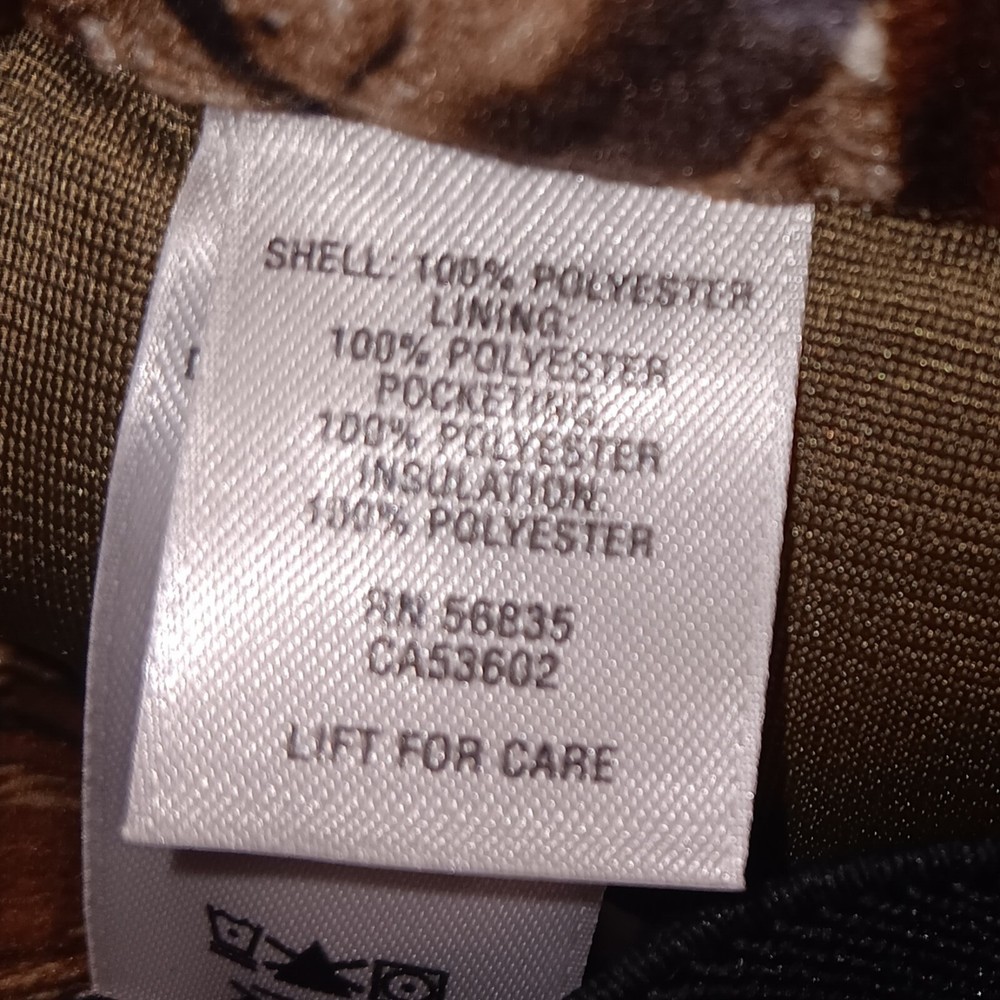 SHELL: 100% POLYESTER
LINING:
100% POLYESTER
POCKETING:
100% POLYESTER
INSULATION:
100% POLYESTER
RN 56835
CA53602
LIFT FOR CARE